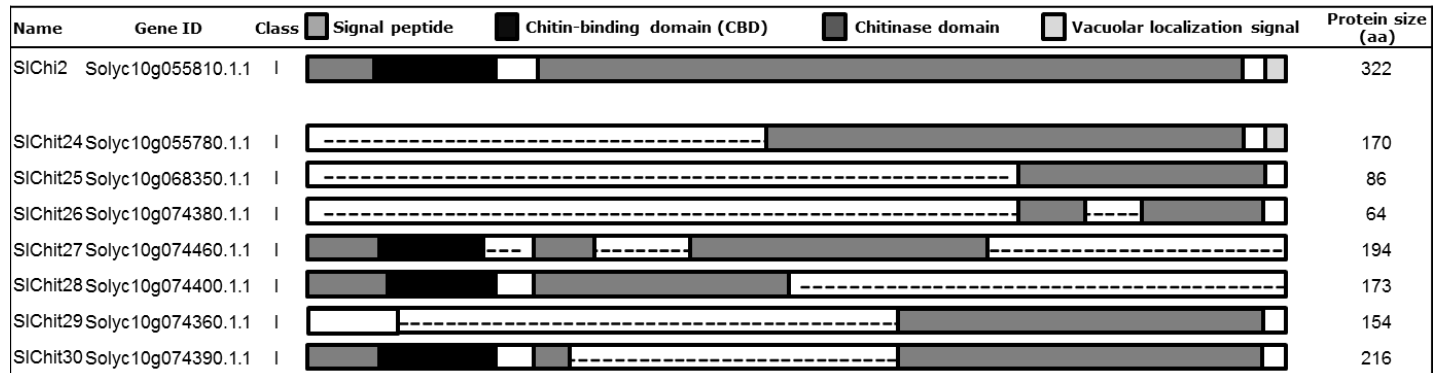 Name Gene ID Class Signal peptide Chitin-binding domain (CBD) Chitinase domain Vacuolar localization signal Protein size (aa)
SlChi2 Solyc10g055810.1.1 I 322
SlChit24 Solyc10g055780.1.1 I 170
SlChit25 Solyc10g068350.1.1 I 86
SlChit26 Solyc10g074380.1.1 I 64
SlChit27 Solyc10g074460.1.1 I 194
SlChit28 Solyc10g074400.1.1 I 173
SlChit29 Solyc10g074360.1.1 I 154
SlChit30 Solyc10g074390.1.1 I 216